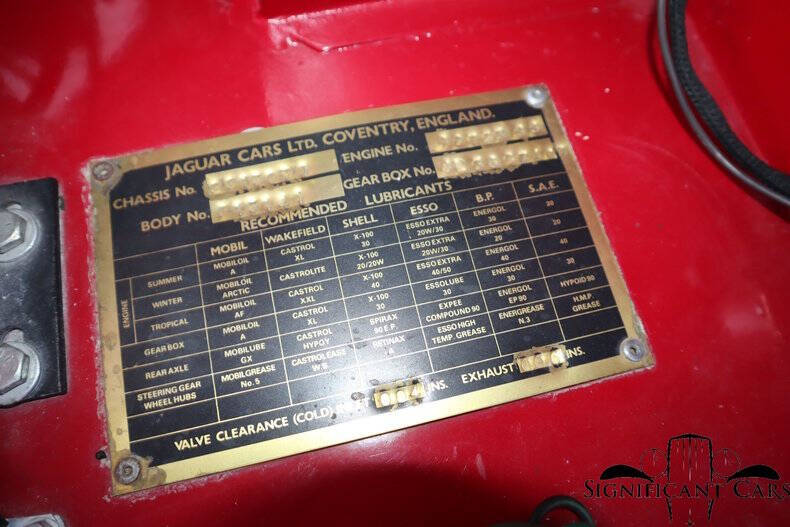 JAGUAR CARS LTD. COVENTRY, ENGLAND.
CHASSIS No. ENGINE No.
BODY No. GEAR BOX No.
RECOMMENDED LUBRICANTS
MOBIL WAKEFIELD SHELL ESSO B.P. S.A.E.
ENGINE
SUMMER MOBILOIL A CASTROL XL X-100 30 ESSO EXTRA 20W/30 ENERGOL 30 30
WINTER MOBILOIL ARCTIC CASTROLITE X-100 20/20W ESSO EXTRA 20W/30 ENERGOL 20 20
TROPICAL MOBILOIL AF CASTROL XXL X-100 40 ESSO EXTRA 40/50 ENERGOL 40 40
GEAR BOX MOBILOIL A CASTROL XL X-100 30 ESSOLUBE 30 ENERGOL 30 30
REAR AXLE MOBILUBE GX CASTROL HYPOY SPIRAX 90 E.P. EXPEE COMPOUND 90 ENERGOL EP 90 HYPOID 90
STEERING GEAR WHEEL HUBS MOBILGREASE No. 5 CASTROLEASE W B RETINAX ESSO HIGH TEMP. GREASE ENERGREASE N.3 H.M.P. GREASE
VALVE CLEARANCE (COLD) INS. EXHAUST INS.
SIGNIFICANT CARS